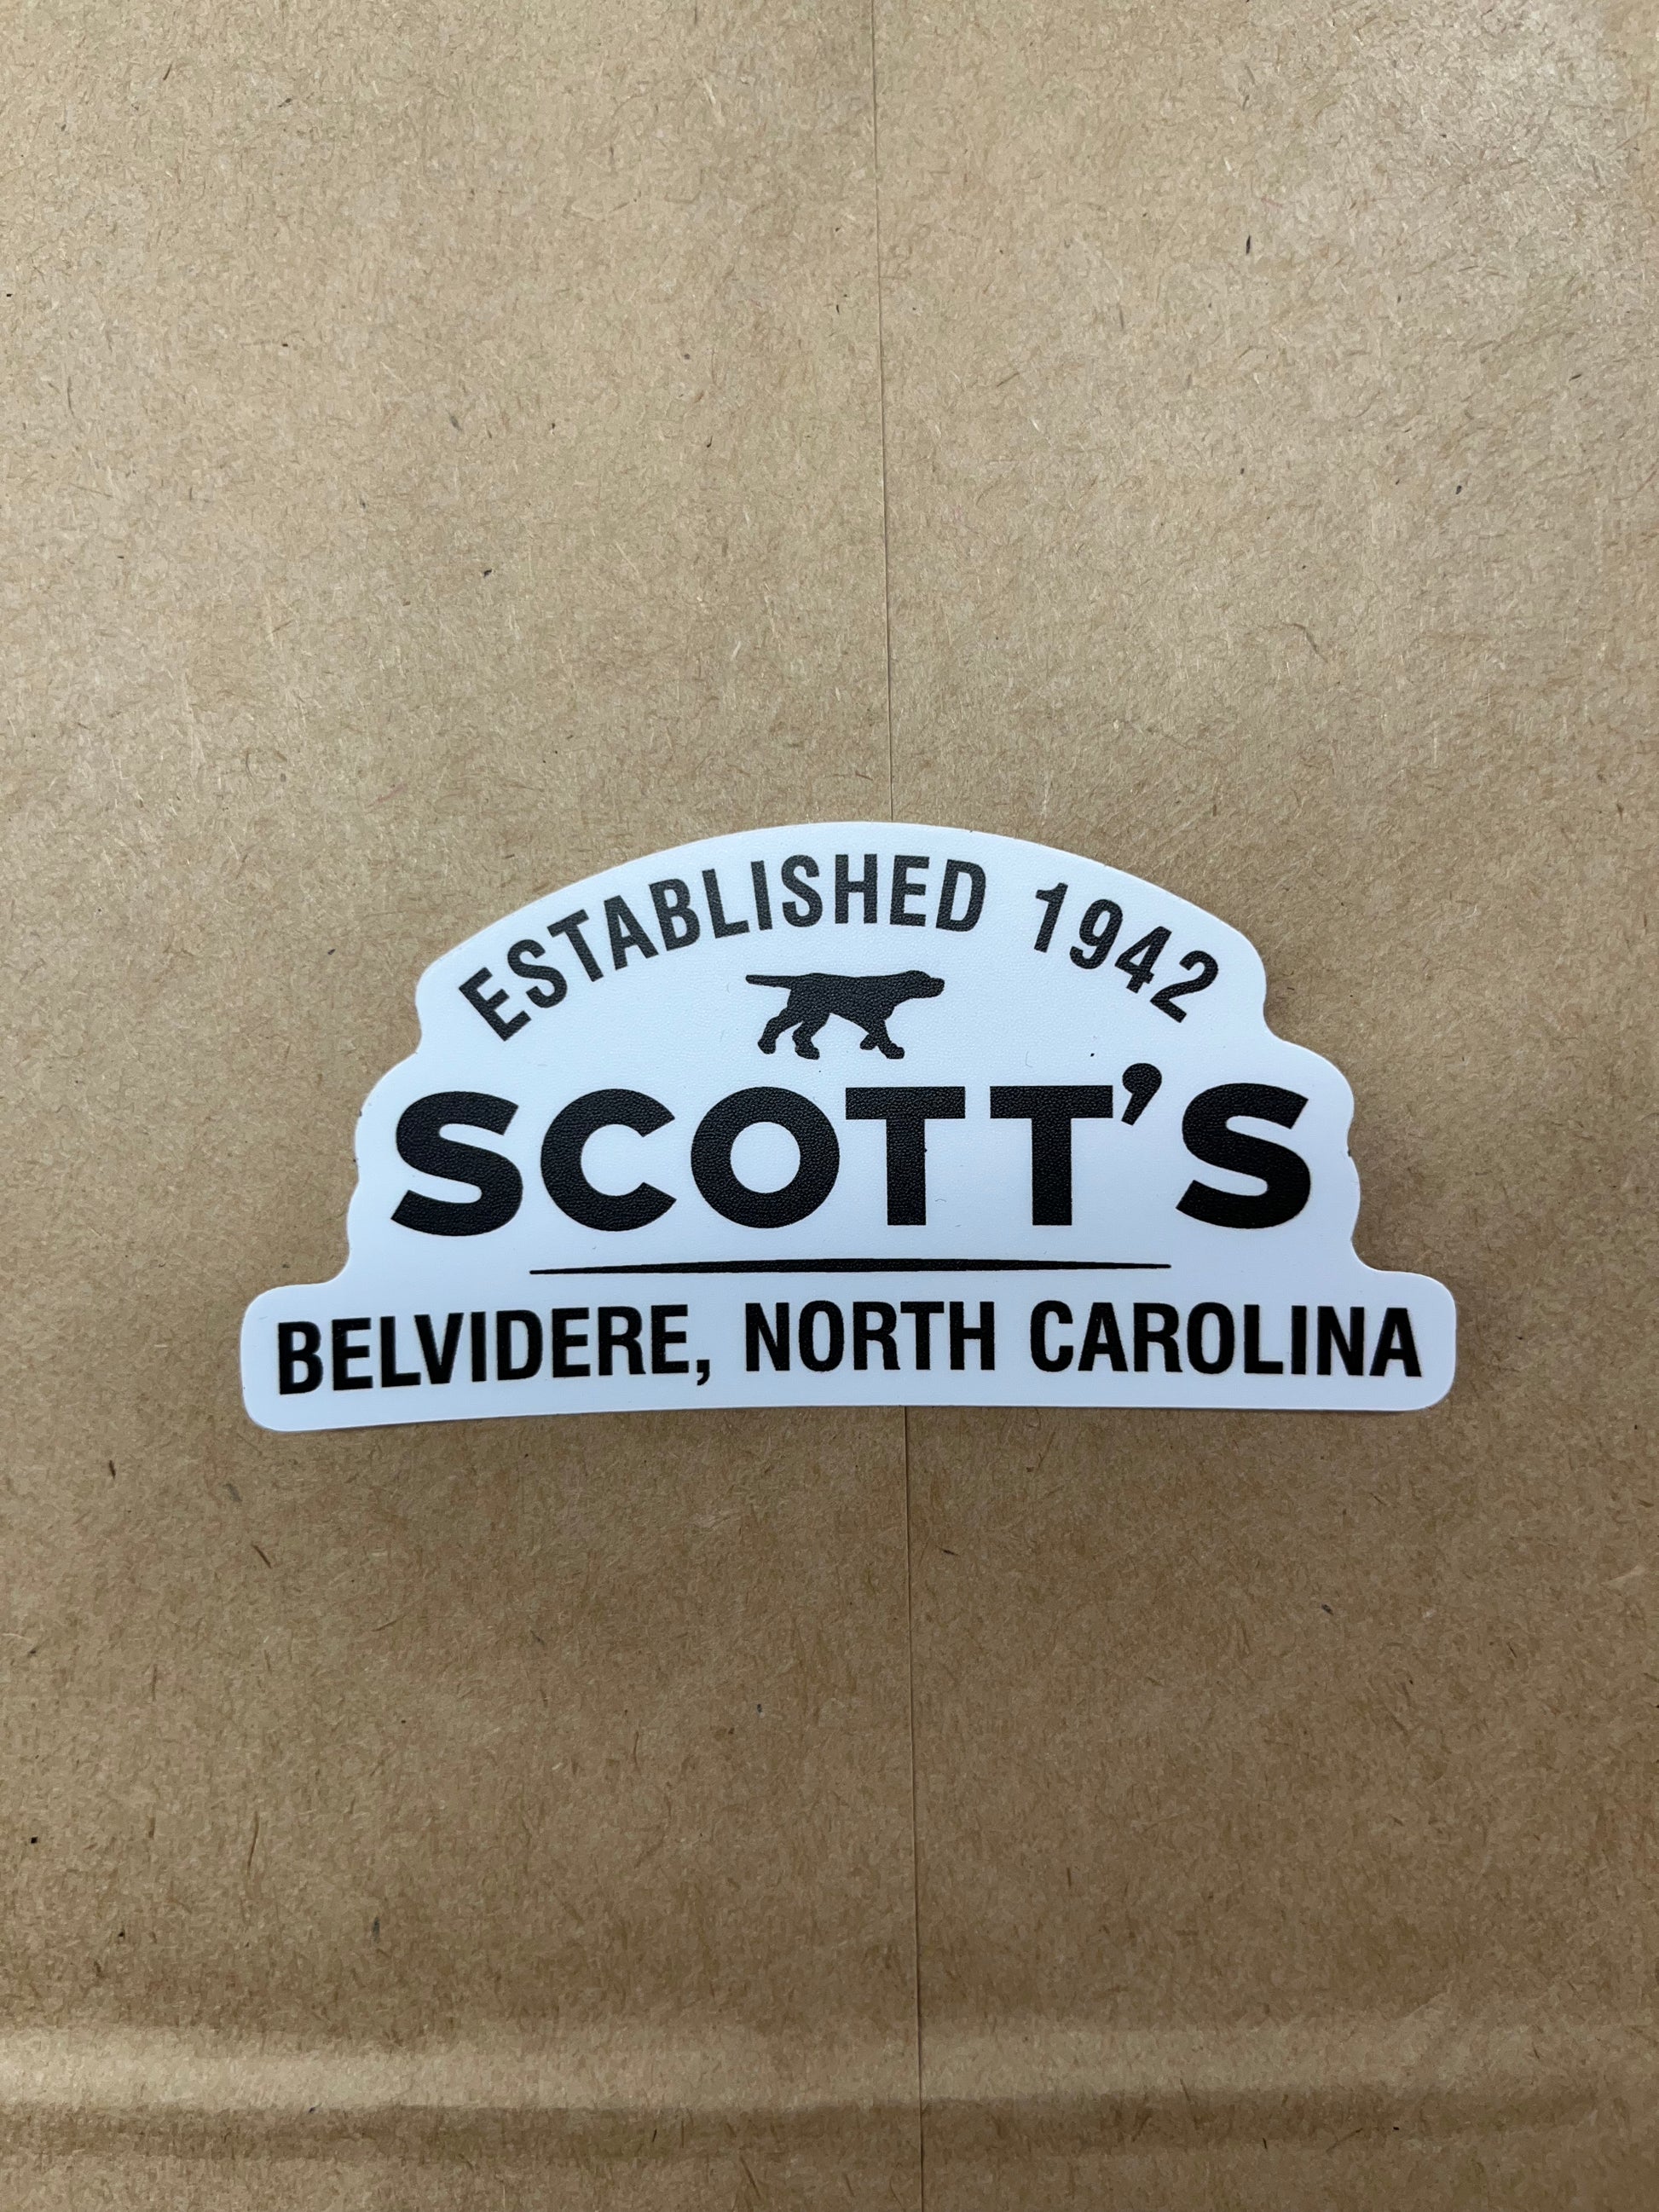 ESTABLISHED 1942
SCOTT'S
BELVIDERE, NORTH CAROLINA